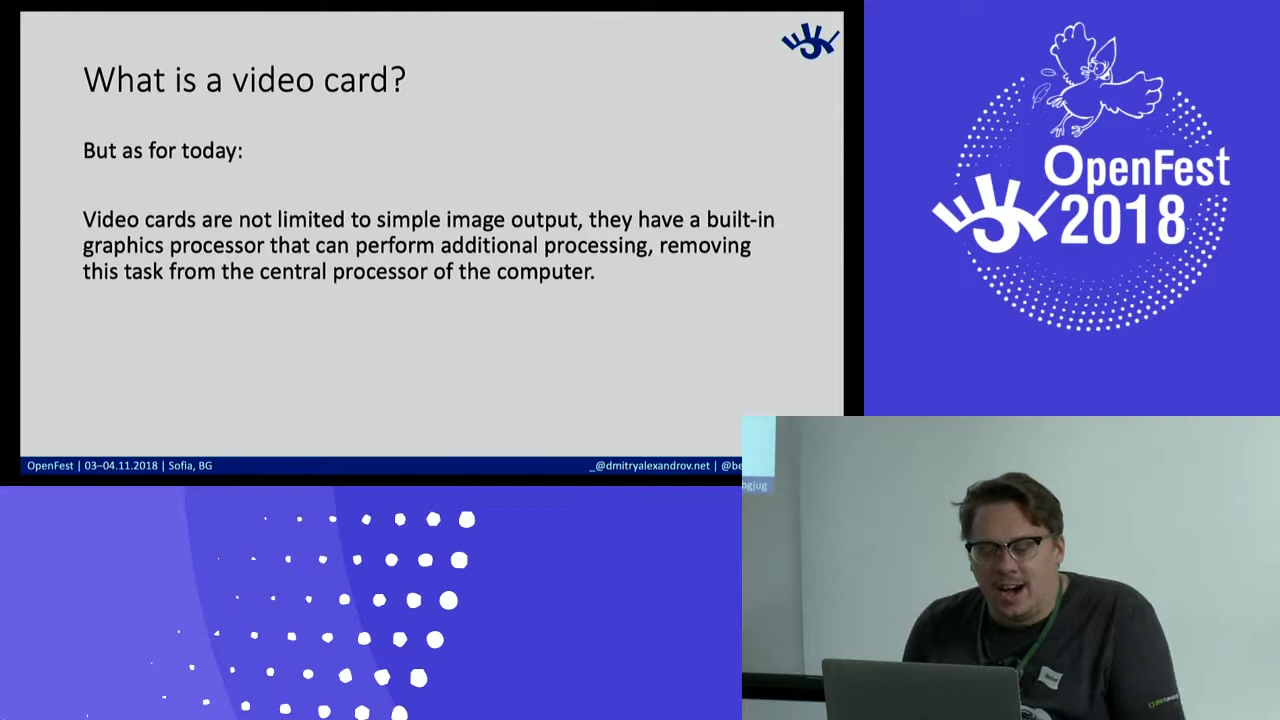 What is a video card?
But as for today:
Video cards are not limited to simple image output, they have a built-in
graphics processor that can perform additional processing, removing
this task from the central processor of the computer.
OpenFest | 03–04.11.2018 | Sofia, BG
_@dmitryalexandrov.net | @be
OpenFest
2018
bgjug